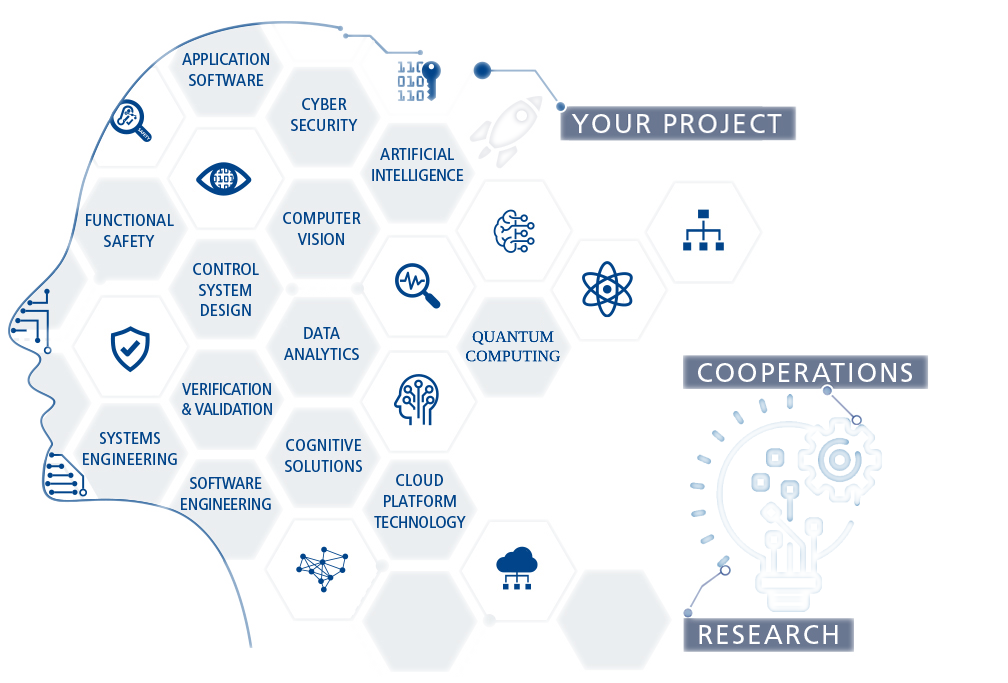 APPLICATION
SOFTWARE
CYBER
SECURITY
110
010
110
YOUR PROJECT
ARTIFICIAL
INTELLIGENCE
FUNCTIONAL
SAFETY
COMPUTER
VISION
CONTROL
SYSTEM
DESIGN
DATA
ANALYTICS
QUANTUM
COMPUTING
VERIFICATION
& VALIDATION
COOPERATIONS
SYSTEMS
ENGINEERING
COGNITIVE
SOLUTIONS
SOFTWARE
ENGINEERING
CLOUD
PLATFORM
TECHNOLOGY
RESEARCH